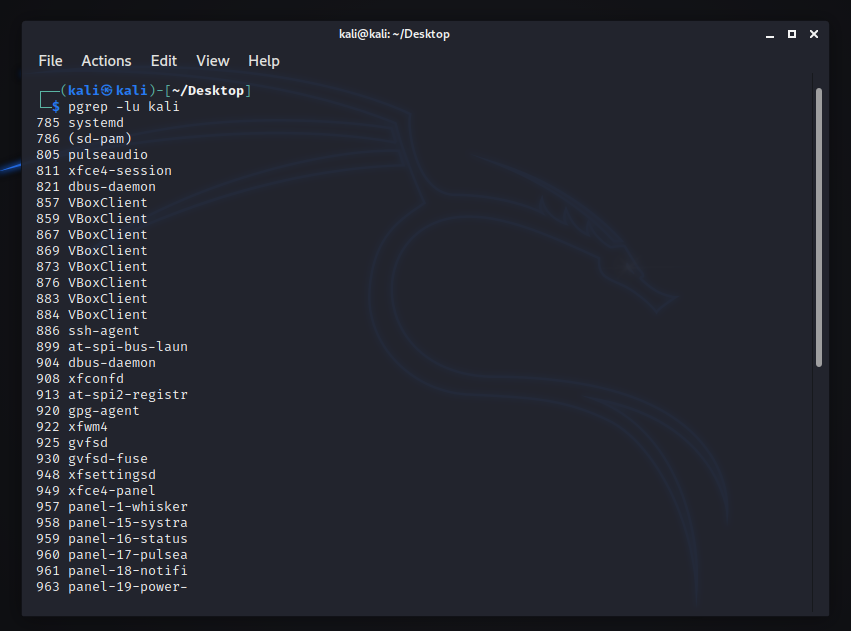 kali@kali: ~/Desktop
File Actions Edit View Help
┌──(kali㉿kali)-[~/Desktop]
└─$ pgrep -lu kali
785 systemd
786 (sd-pam)
805 pulseaudio
811 xfce4-session
821 dbus-daemon
857 VBoxClient
859 VBoxClient
867 VBoxClient
869 VBoxClient
873 VBoxClient
876 VBoxClient
883 VBoxClient
884 VBoxClient
886 ssh-agent
899 at-spi-bus-laun
904 dbus-daemon
908 xfconfd
913 at-spi2-registr
920 gpg-agent
922 xfwm4
925 gvfsd
930 gvfsd-fuse
948 xfsettingsd
949 xfce4-panel
957 panel-1-whisker
958 panel-15-systra
959 panel-16-status
960 panel-17-pulsea
961 panel-18-notifi
963 panel-19-power-